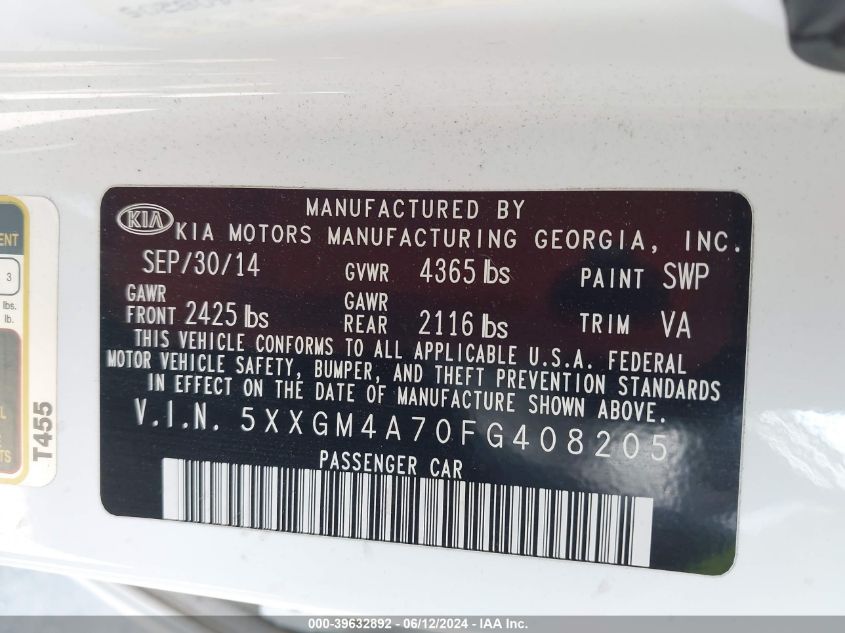 MANUFACTURED BY
KIA KIA MOTORS MANUFACTURING GEORGIA, INC.
SEP/30/14 GVWR 4365 lbs PAINT SWP
GAWR FRONT 2425 lbs GAWR REAR 2116 lbs TRIM VA
THIS VEHICLE CONFORMS TO ALL APPLICABLE U.S.A. FEDERAL
MOTOR VEHICLE SAFETY, BUMPER, AND THEFT PREVENTION STANDARDS
IN EFFECT ON THE DATE OF MANUFACTURE SHOWN ABOVE.
V.I.N. 5XXGM4A70FG408205
PASSENGER CAR
3
lbs.
lb.
T455
000-39632892 - 06/12/2024 - IAA Inc.